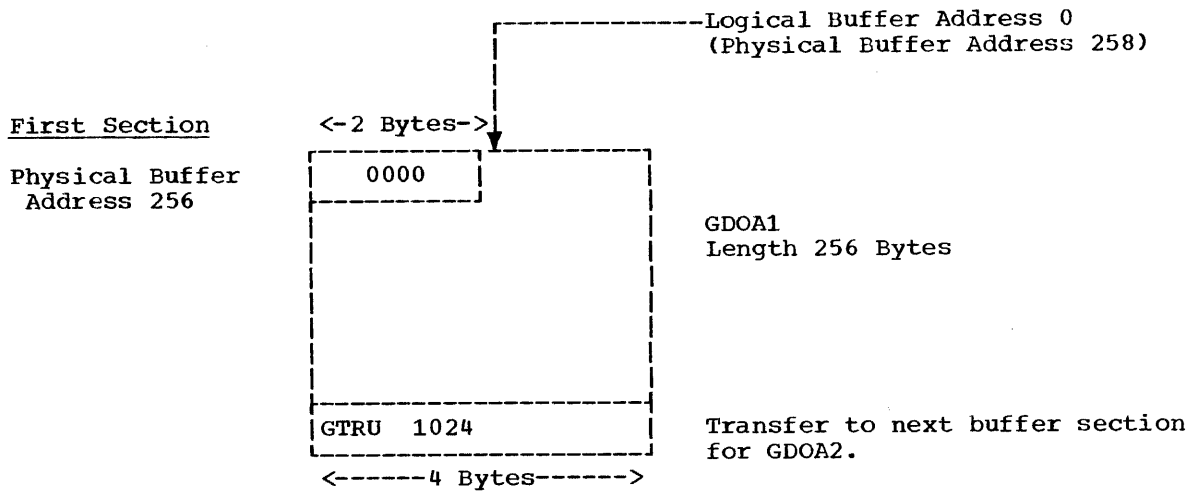 Logical Buffer Address 0
(Physical Buffer Address 258)
First Section
<-2 Bytes->
Physical Buffer
Address 256
0000
GDOA1
Length 256 Bytes
GTRU 1024
Transfer to next buffer section
for GDOA2.
<------4 Bytes------>